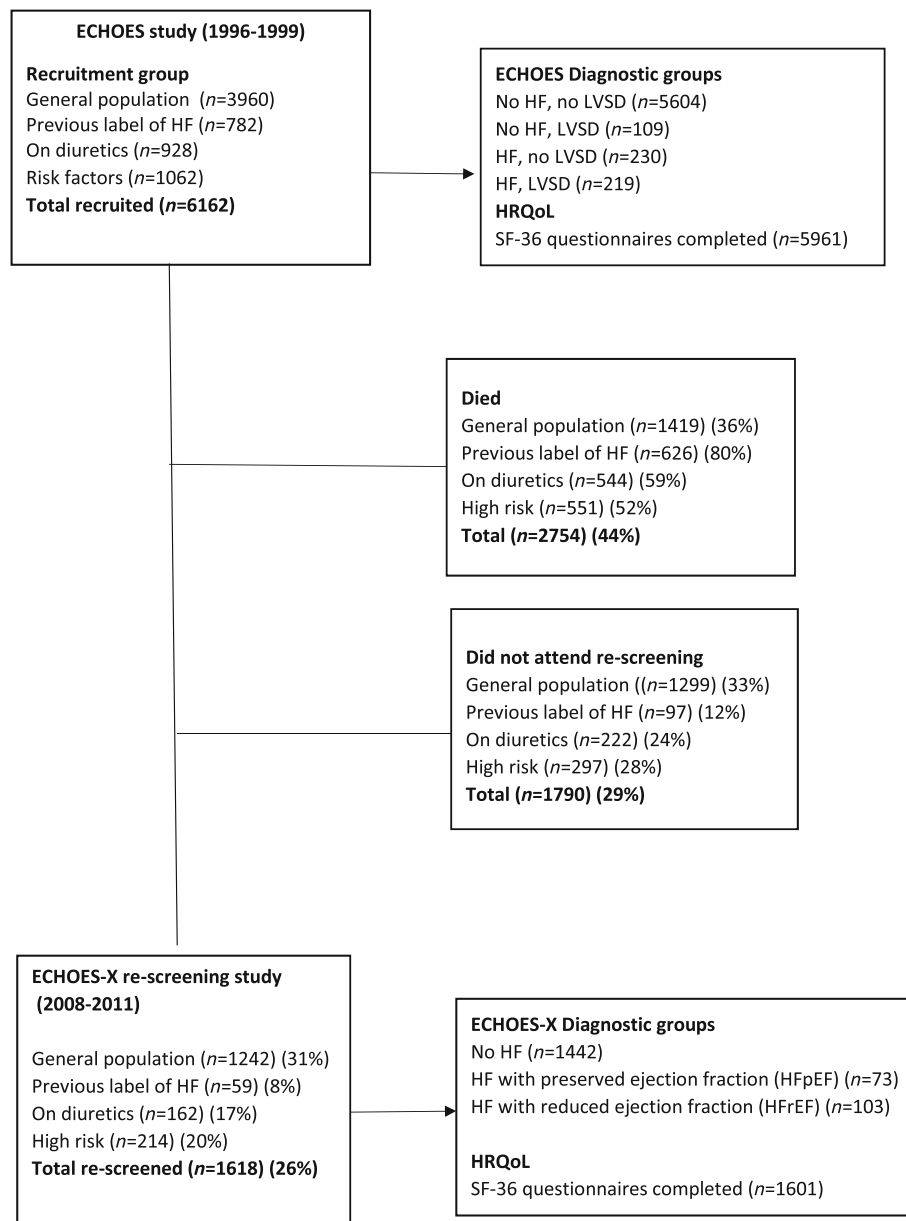 ECHOES study (1996-1999)
Recruitment group
General population (n=3960)
Previous label of HF (n=782)
On diuretics (n=928)
Risk factors (n=1062)
Total recruited (n=6162)
ECHOES Diagnostic groups
No HF, no LVSD (n=5604)
No HF, LVSD (n=109)
HF, no LVSD (n=230)
HF, LVSD (n=219)
HRQoL
SF-36 questionnaires completed (n=5961)
Died
General population (n=1419) (36%)
Previous label of HF (n=626) (80%)
On diuretics (n=544) (59%)
High risk (n=551) (52%)
Total (n=2754) (44%)
Did not attend re-screening
General population ((n=1299) (33%)
Previous label of HF (n=97) (12%)
On diuretics (n=222) (24%)
High risk (n=297) (28%)
Total (n=1790) (29%)
ECHOES-X re-screening study
(2008-2011)
General population (n=1242) (31%)
Previous label of HF (n=59) (8%)
On diuretics (n=162) (17%)
High risk (n=214) (20%)
Total re-screened (n=1618) (26%)
ECHOES-X Diagnostic groups
No HF (n=1442)
HF with preserved ejection fraction (HFpEF) (n=73)
HF with reduced ejection fraction (HFrEF) (n=103)
HRQoL
SF-36 questionnaires completed (n=1601)